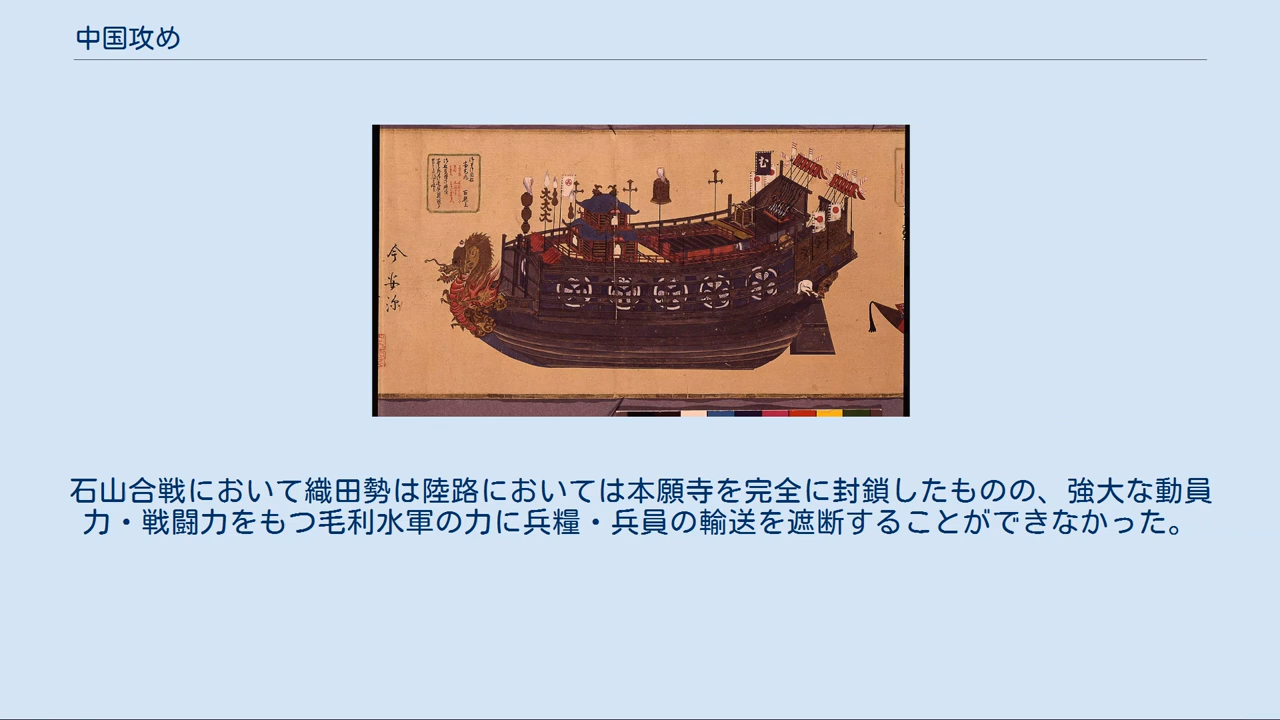 中国攻め
む
今安源
石山合戦において織田勢は陸路においては本願寺を完全に封鎖したものの、強大な動員
力・戦闘力をもつ毛利水軍の力に兵糧・兵員の輸送を遮断することができなかった。